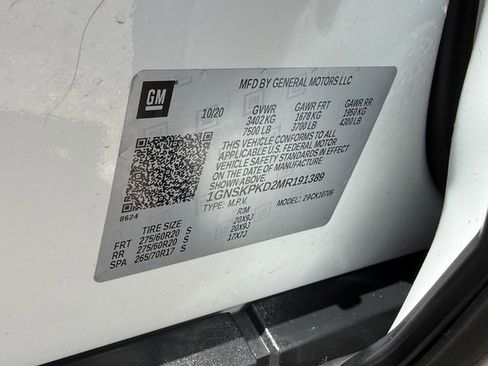 GM
MFD BY GENERAL MOTORS LLC
10/20 GVWR GAWR FRT GAWR RR
3402 KG 1678 KG 1950 KG
7500 LB 3700 LB 4300 LB
THIS VEHICLE CONFORMS TO ALL
APPLICABLE U.S. FEDERAL MOTOR
VEHICLE SAFETY STANDARDS IN
EFFECT ON THE DATE OF
MANUFACTURE SHOWN ABOVE.
1GNSKPKD2MR191389
TYPE: M.P.V. MODEL: 29CK10706
8624
TIRE SIZE RIM
FRT 275/60R20 S 20X9J
RR 275/60R20 S 20X9J
SPA 265/70R17 S 17X7J